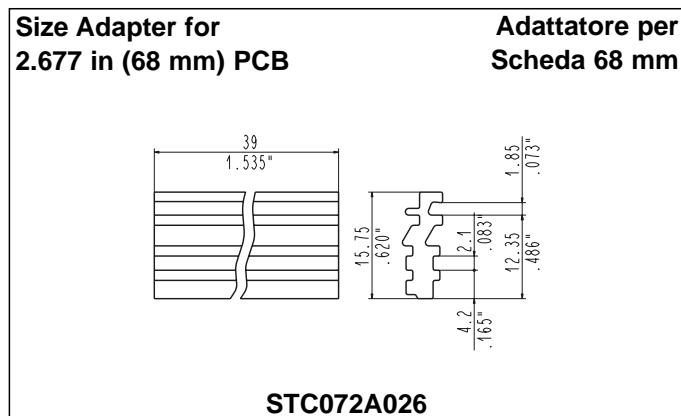 Size Adapter for
2.677 in (68 mm) PCB
Adattatore per
Scheda 68 mm
39
1.535"
15.75
.620"
2.1
.083"
4.2
.165"
1.85
.073"
12.35
.486"
STC072A026